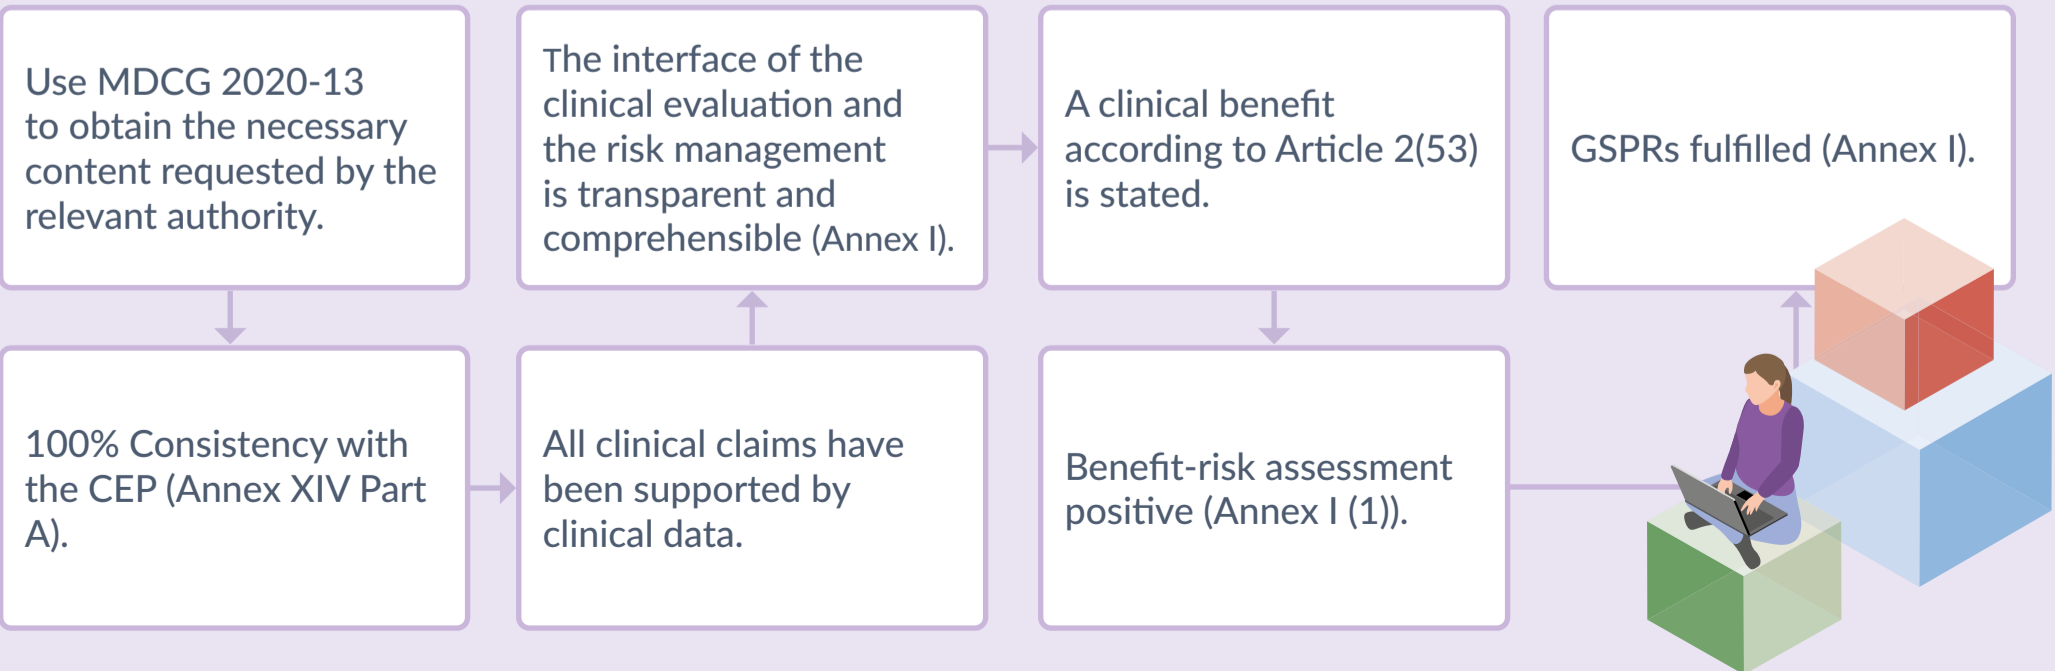 Use MDCG 2020-13
to obtain the necessary
content requested by the
relevant authority.
100% Consistency with
the CEP (Annex XIV Part
A).
All clinical claims have
been supported by
clinical data.
The interface of the
clinical evaluation and
the risk management
is transparent and
comprehensible (Annex I).
A clinical benefit
according to Article 2(53)
is stated.
Benefit-risk assessment
positive (Annex I (1)).
GSPRs fulfilled (Annex I).